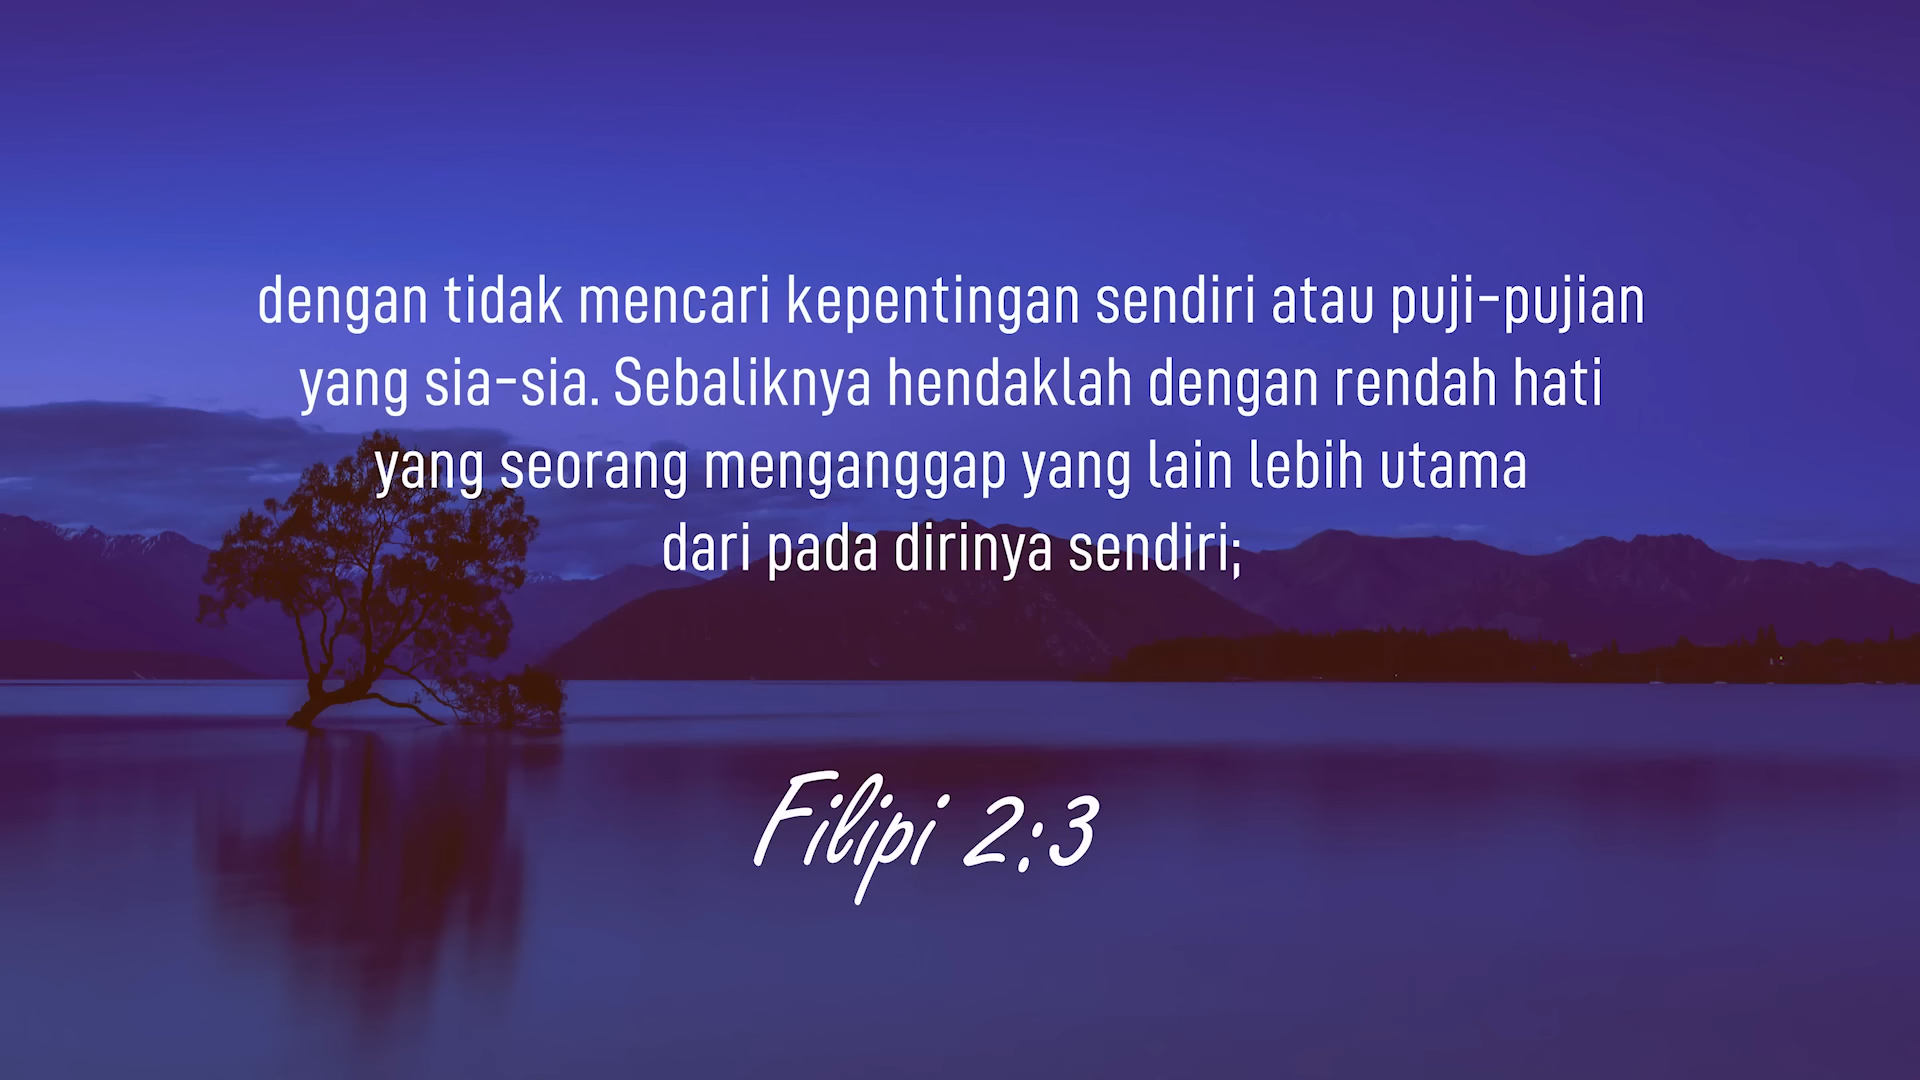 dengan tidak mencari kepentingan sendiri atau puji-pujian
yang sia-sia. Sebaliknya hendaklah dengan rendah hati
yang seorang menganggap yang lain lebih utama
dari pada dirinya sendiri;
Filipi 2:3